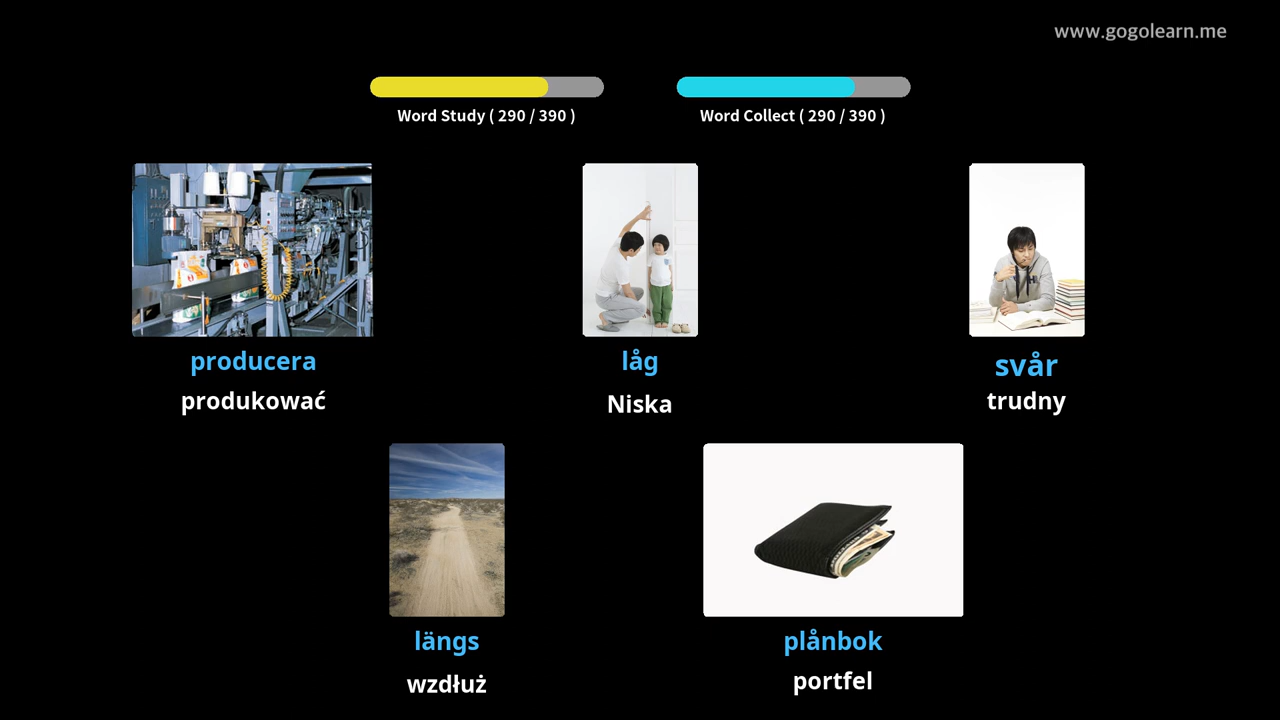 www.gogolearn.me
Word Study ( 290 / 390 )
Word Collect ( 290 / 390 )
producera
produkować
låg
Niska
svår
trudny
längs
wzdłuż
plånbok
portfel